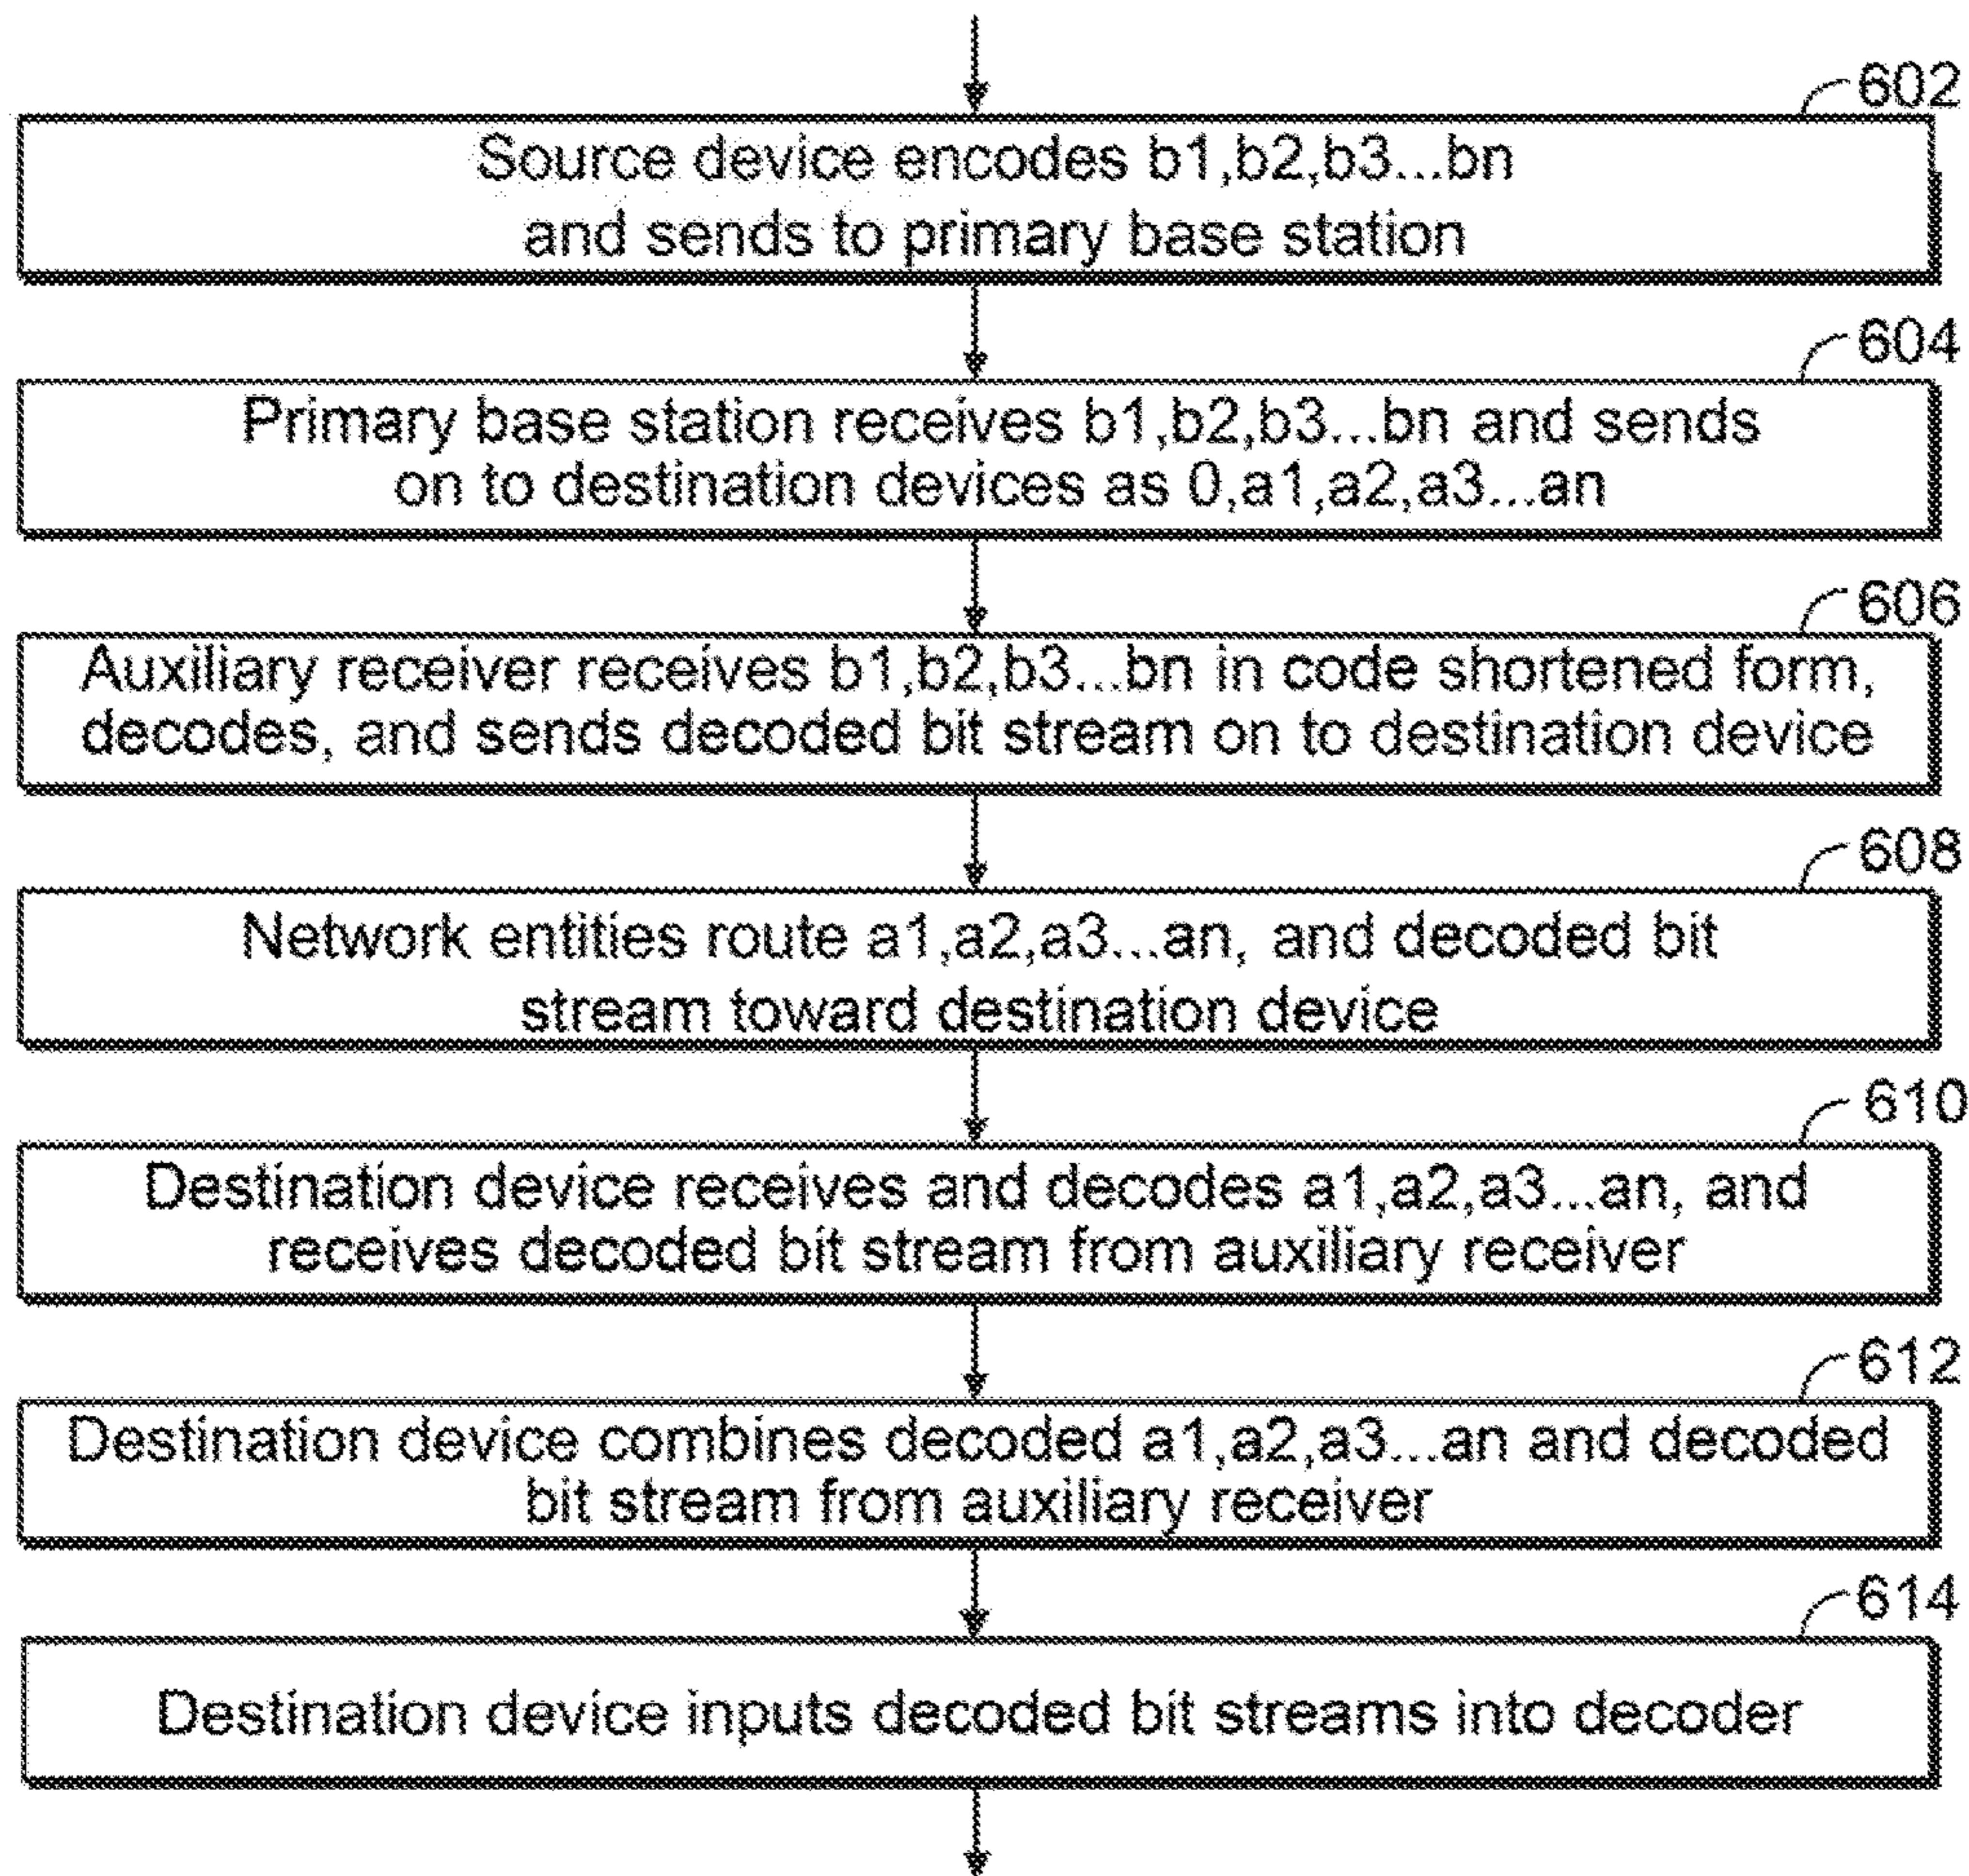 602
Source device encodes b1,b2,b3...bn
and sends to primary base station
604
Primary base station receives b1,b2,b3...bn and sends
on to destination devices as 0,a1,a2,a3...an
606
Auxiliary receiver receives b1,b2,b3...bn in code shortened form,
decodes, and sends decoded bit stream on to destination device
608
Network entities route a1,a2,a3...an, and decoded bit
stream toward destination device
610
Destination device receives and decodes a1,a2,a3...an, and
receives decoded bit stream from auxiliary receiver
612
Destination device combines decoded a1,a2,a3...an and decoded
bit stream from auxiliary receiver
614
Destination device inputs decoded bit streams into decoder